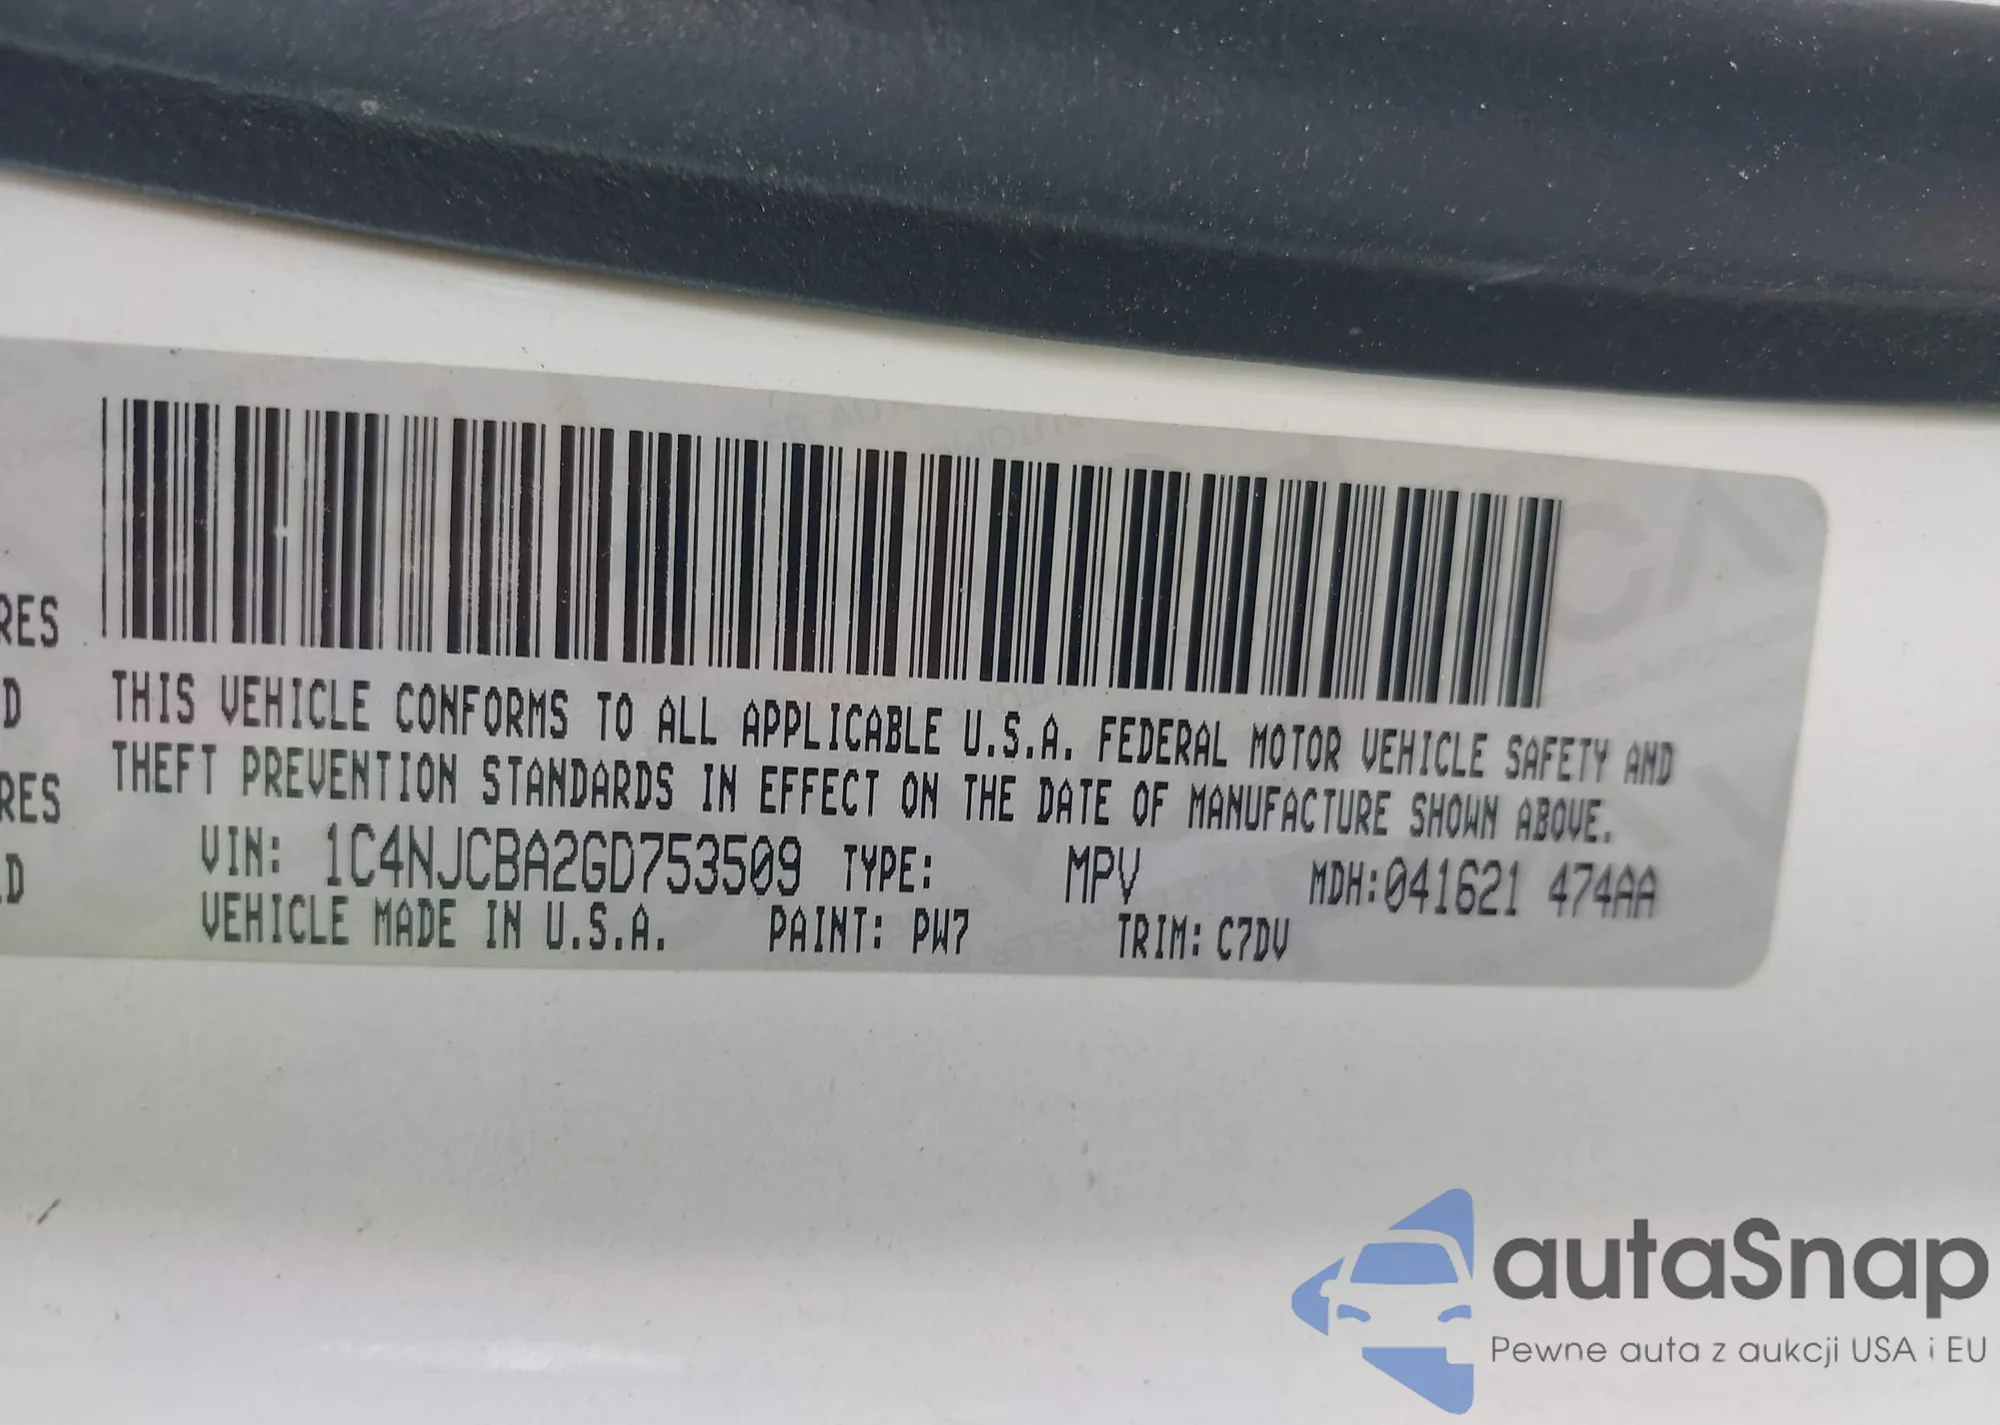 RES
D
RES
D
THIS VEHICLE CONFORMS TO ALL APPLICABLE U.S.A. FEDERAL MOTOR VEHICLE SAFETY AND
THEFT PREVENTION STANDARDS IN EFFECT ON THE DATE OF MANUFACTURE SHOWN ABOVE.
VIN: 1C4NJCBA2GD753509 TYPE: MPV MDH:041621 474AA
VEHICLE MADE IN U.S.A. PAINT: PW7 TRIM: C7DV
autaSnap
Pewne auta z aukcji USA i EU